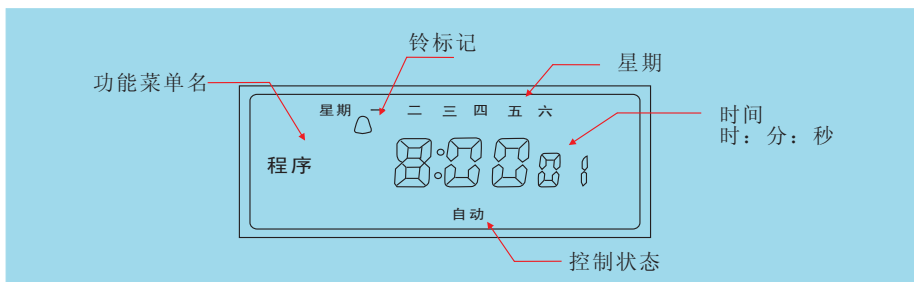 铃标记
星期
功能菜单名
星期 一 二 三 四 五 六
时间
时：分：秒
程序
8:00 01
自动
控制状态